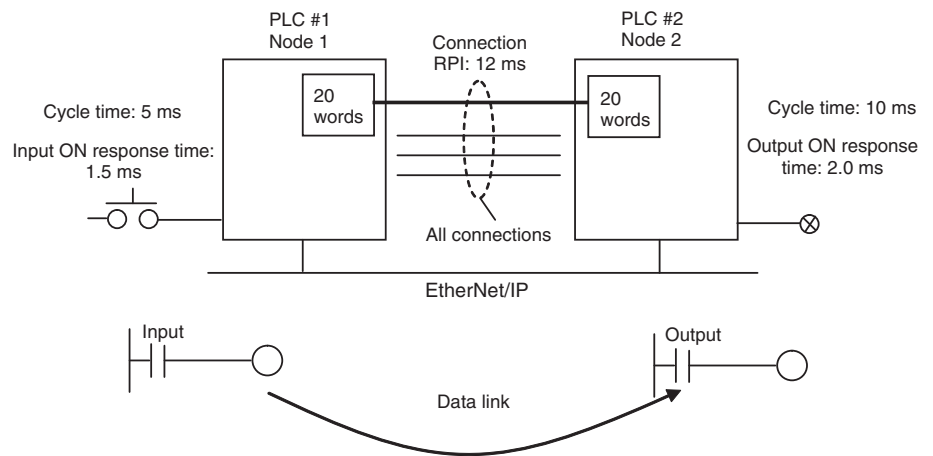 PLC #1
Node 1
PLC #2
Node 2
Connection
RPI: 12 ms
20
words
20
words
Cycle time: 5 ms
Input ON response time:
1.5 ms
Cycle time: 10 ms
Output ON response
time: 2.0 ms
All connections
EtherNet/IP
Input
Output
Data link